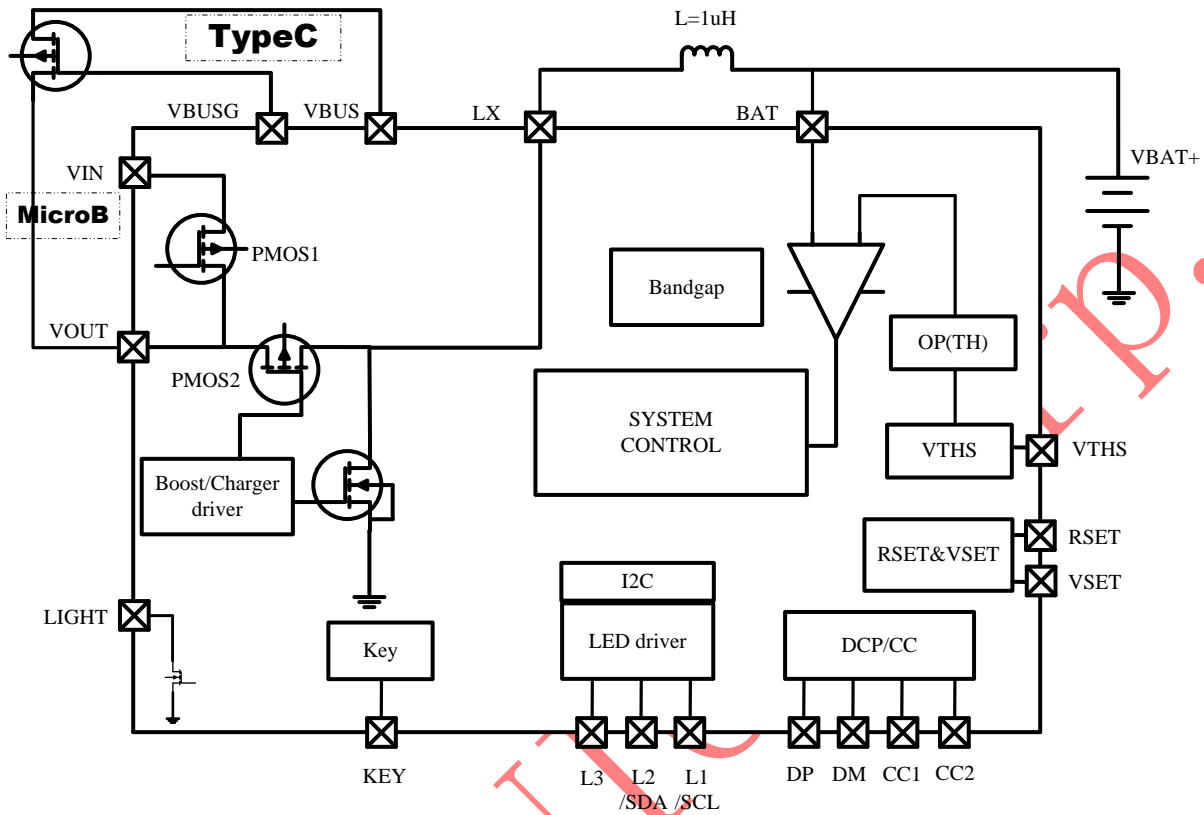 L=1uH
TypeC
VBUSG
VBUS
LX
BAT
VIN
VBAT+
MicroB
PMOS1
Bandgap
VOUT
OP(TH)
PMOS2
SYSTEM
CONTROL
VTHS
VTHS
Boost/Charger
driver
RSET
RSET&VSET
VSET
I2C
LIGHT
Key
LED driver
DCP/CC
KEY
L3
L2
/SDA
L1
/SCL
DP
DM
CC1
CC2